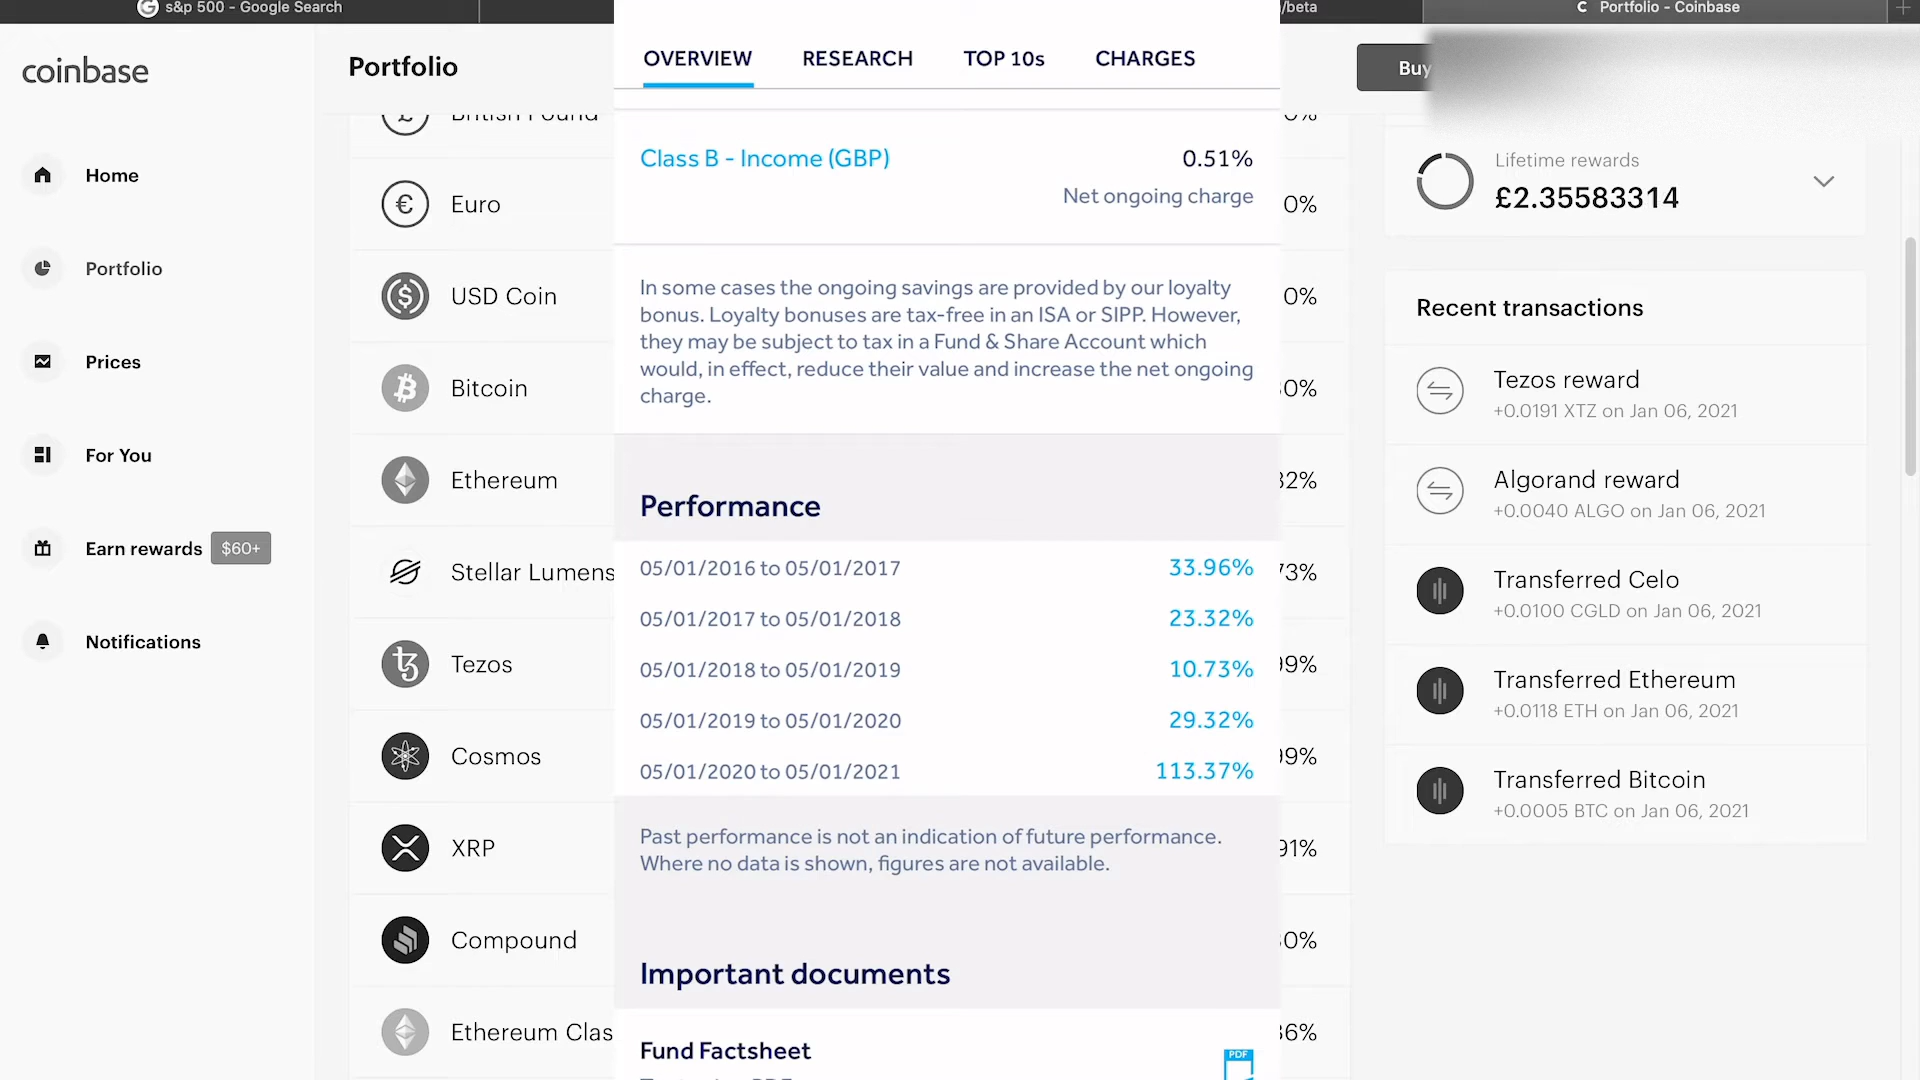 s&p 500 - Google Search
/beta
Portfolio - Coinbase
coinbase
Home
Portfolio
Prices
For You
Earn rewards $60+
Notifications
Portfolio
British Pound
Euro
0%
USD Coin
0%
Bitcoin
0%
Ethereum
32%
Stellar Lumens
73%
Tezos
99%
Cosmos
99%
XRP
91%
Compound
Ethereum Clas
36%
OVERVIEW RESEARCH TOP 10s CHARGES
Class B - Income (GBP) 0.51%
Net ongoing charge
In some cases the ongoing savings are provided by our loyalty
bonus. Loyalty bonuses are tax-free in an ISA or SIPP. However,
they may be subject to tax in a Fund & Share Account which
would, in effect, reduce their value and increase the net ongoing
charge.
Performance
05/01/2016 to 05/01/2017 33.96%
05/01/2017 to 05/01/2018 23.32%
05/01/2018 to 05/01/2019 10.73%
05/01/2019 to 05/01/2020 29.32%
05/01/2020 to 05/01/2021 113.37%
Past performance is not an indication of future performance.
Where no data is shown, figures are not available.
Important documents
Fund Factsheet
PDF
Buy
Lifetime rewards
£2.35583314
Recent transactions
Tezos reward
+0.0191 XTZ on Jan 06, 2021
Algorand reward
+0.0040 ALGO on Jan 06, 2021
Transferred Celo
+0.0100 CGLD on Jan 06, 2021
Transferred Ethereum
+0.0118 ETH on Jan 06, 2021
Transferred Bitcoin
+0.0005 BTC on Jan 06, 2021